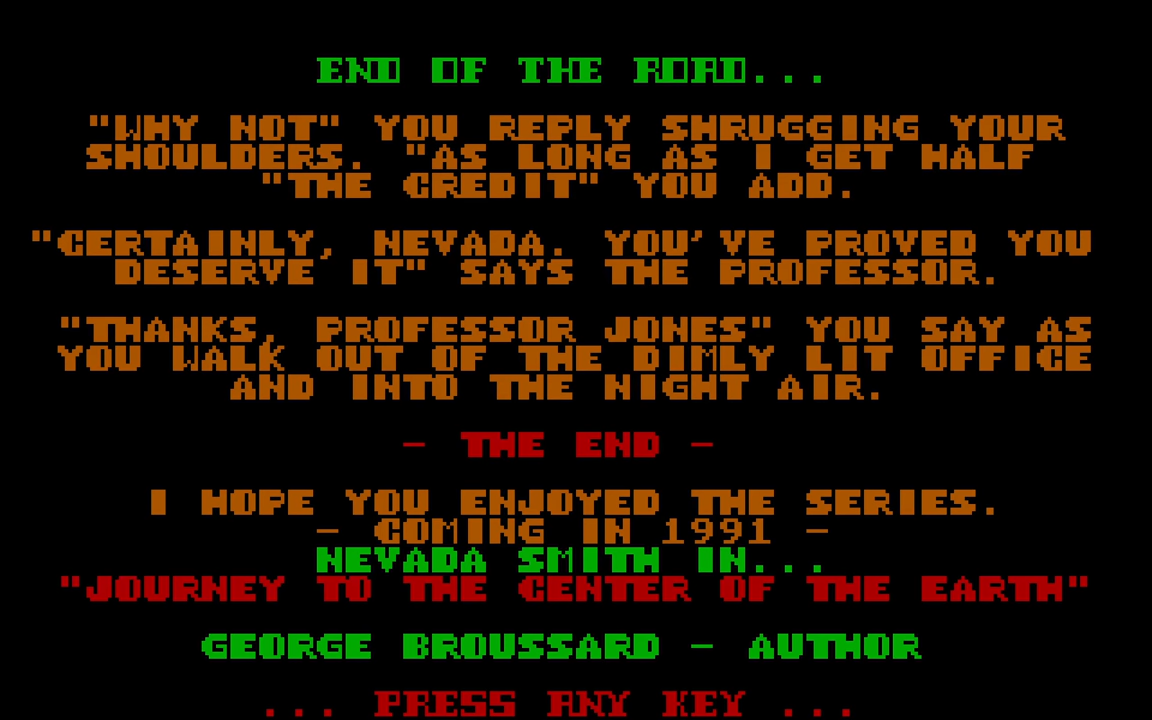 END OF THE ROAD...
"WHY NOT" YOU REPLY SHRUGGING YOUR
SHOULDERS. "AS LONG AS I GET HALF
"THE CREDIT" YOU ADD.
"CERTAINLY, NEVADA. YOU'VE PROVED YOU
DESERVE IT" SAYS THE PROFESSOR.
"THANKS, PROFESSOR JONES" YOU SAY AS
YOU WALK OUT OF THE DIMLY LIT OFFICE
AND INTO THE NIGHT AIR.
- THE END -
I HOPE YOU ENJOYED THE SERIES.
- COMING IN 1991 -
NEVADA SMITH IN...
"JOURNEY TO THE CENTER OF THE EARTH"
GEORGE BROUSSARD - AUTHOR
... PRESS ANY KEY ...